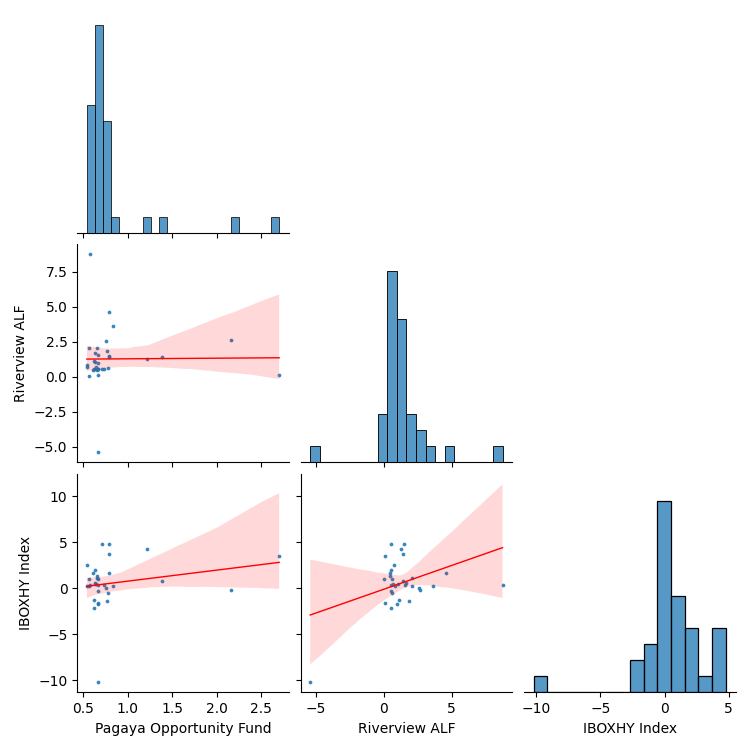 Riverview ALF
7.5
5.0
2.5
0.0
−2.5
−5.0
IBOXHY Index
10
5
0
−5
−10
0.5 1.0 1.5 2.0 2.5
Pagaya Opportunity Fund
−5 0 5
Riverview ALF
−10 −5 0 5
IBOXHY Index